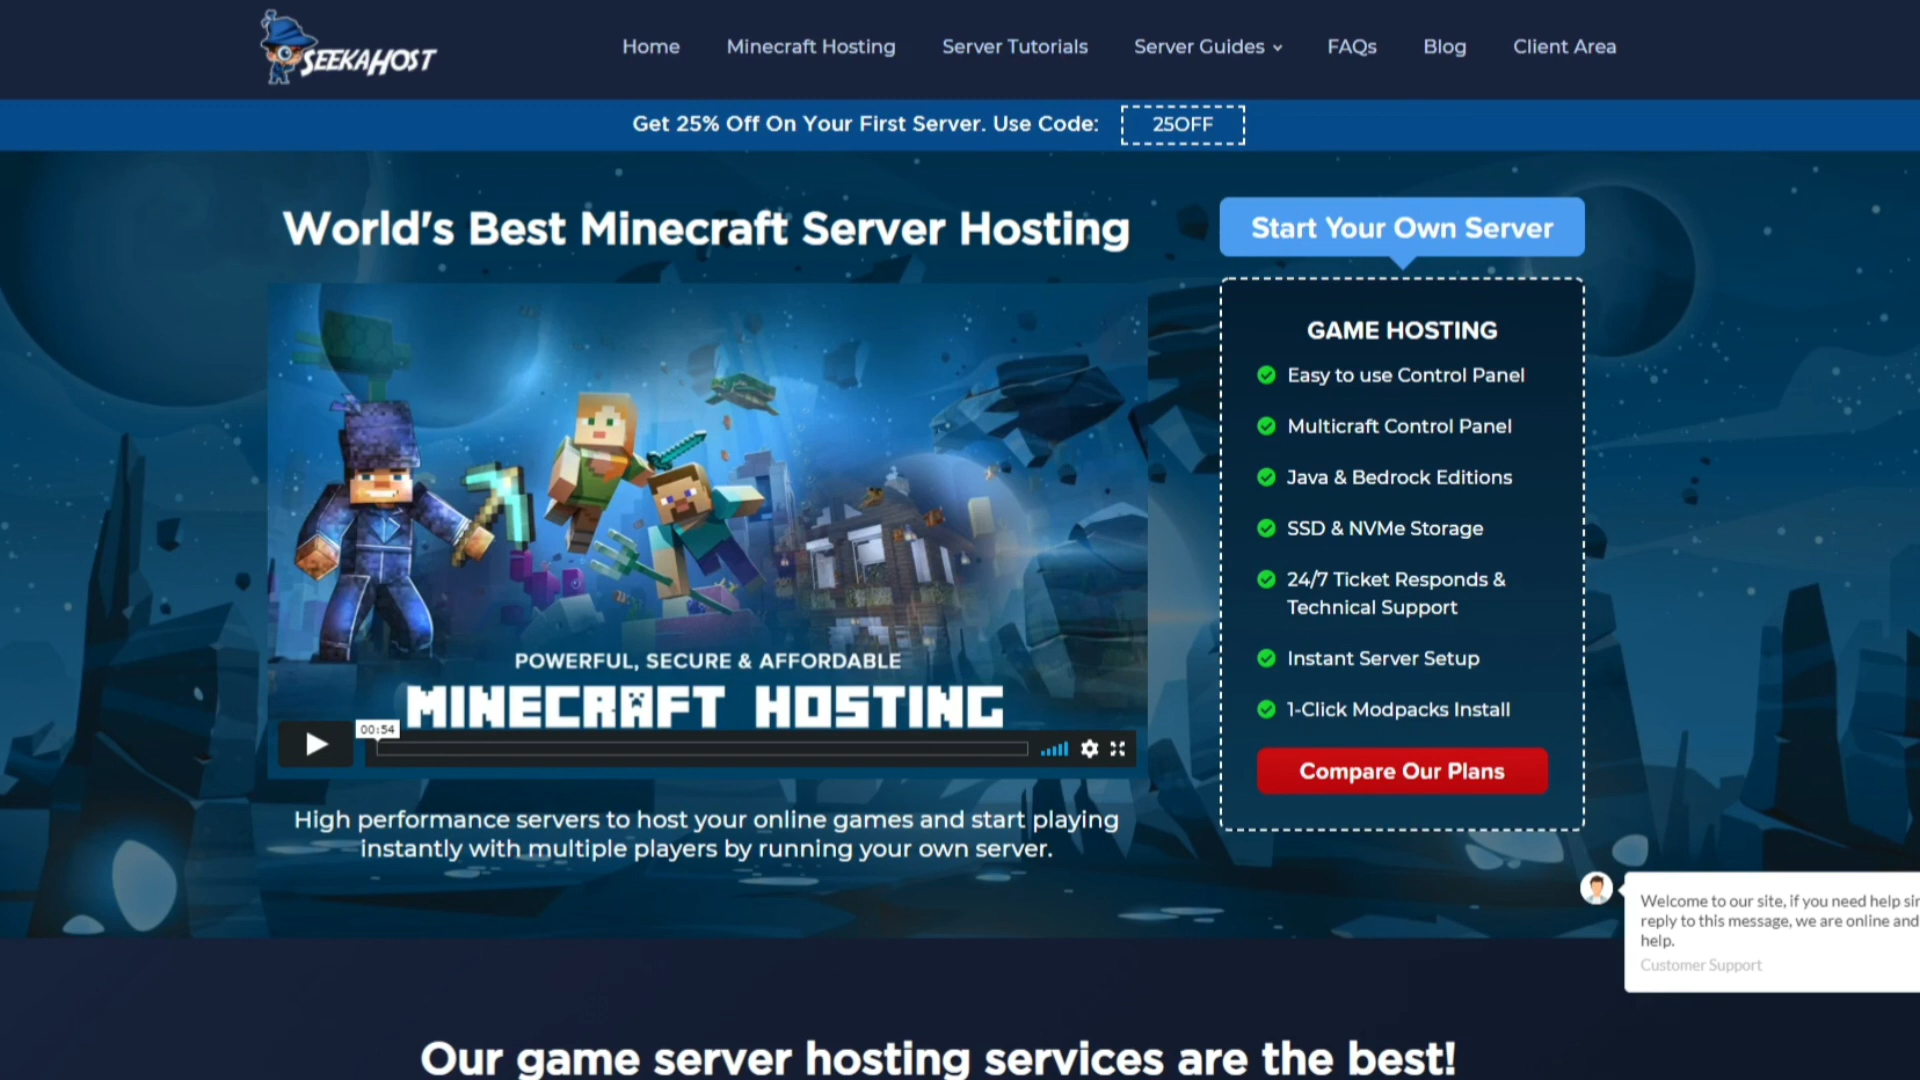 SEEKAHOST
Home
Minecraft Hosting
Server Tutorials
Server Guides
FAQs
Blog
Client Area
Get 25% Off On Your First Server. Use Code:
25OFF
World's Best Minecraft Server Hosting
POWERFUL, SECURE & AFFORDABLE
MINECRAFT HOSTING
00:54
High performance servers to host your online games and start playing
instantly with multiple players by running your own server.
Start Your Own Server
GAME HOSTING
Easy to use Control Panel
Multicraft Control Panel
Java & Bedrock Editions
SSD & NVMe Storage
24/7 Ticket Responds &
Technical Support
Instant Server Setup
1-Click Modpacks Install
Compare Our Plans
Welcome to our site, if you need help
reply to this message, we are online and
help.
Customer Support
Our game server hosting services are the best!